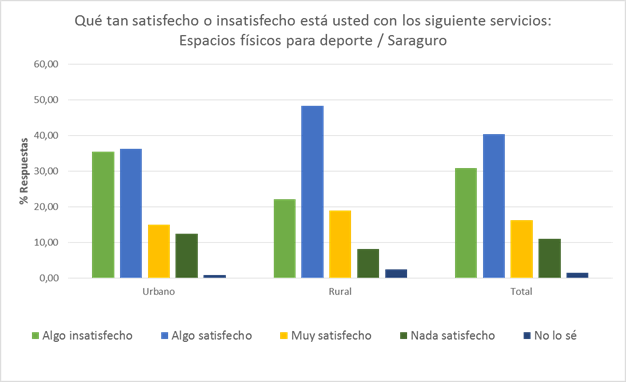 Qué tan satisfecho o insatisfecho está usted con los siguiente servicios:
Espacios físicos para deporte / Saraguro
60,00
50,00
40,00
30,00
20,00
10,00
0,00
% Respuestas
Urbano Rural Total
Algo insatisfecho Algo satisfecho Muy satisfecho Nada satisfecho No lo sé